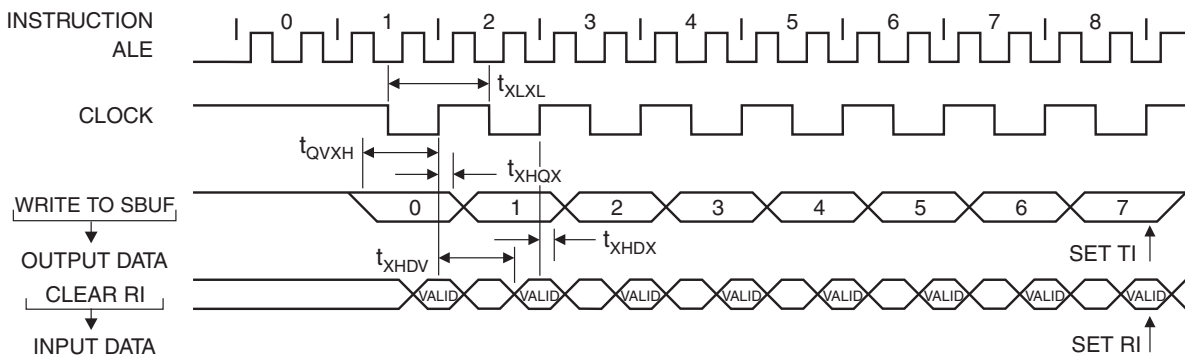 INSTRUCTION
0 1 2 3 4 5 6 7 8
ALE
tXLXL
CLOCK
tQVXH
tXHQX
WRITE TO SBUF
0 1 2 3 4 5 6 7
tXHDX
SET TI
OUTPUT DATA
tXHDV
CLEAR RI
VALID VALID VALID VALID VALID VALID VALID VALID
INPUT DATA
SET RI